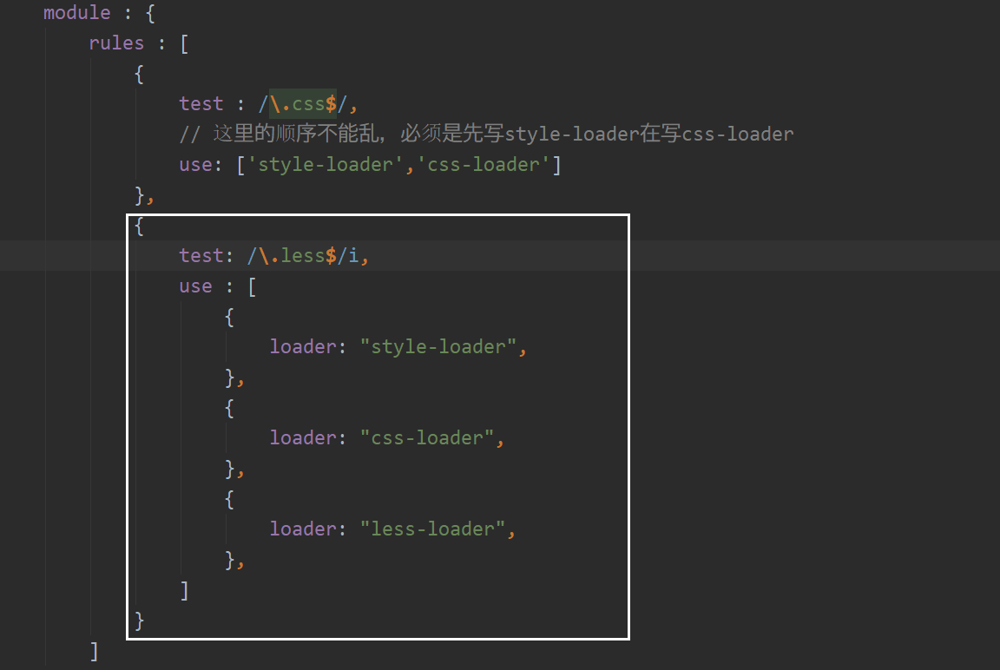 module : {
rules : [
{
test : /\.css$/,
// 这里的顺序不能乱，必须是先写style-loader在写css-loader
use: ['style-loader','css-loader']
},
{
test: /\.less$/i,
use : [
{
loader: "style-loader",
},
{
loader: "css-loader",
},
{
loader: "less-loader",
},
]
}
]